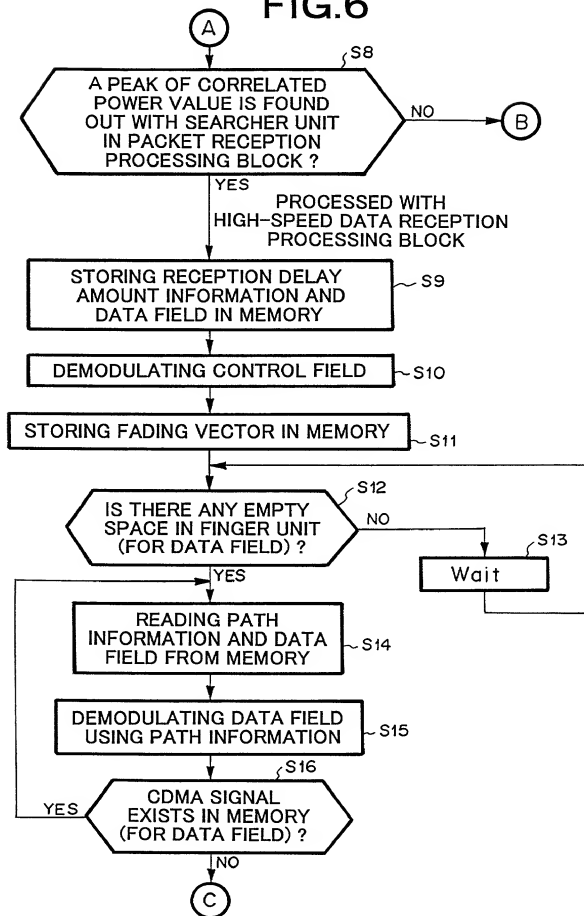 FIG.6
A
S8
A PEAK OF CORRELATED
POWER VALUE IS FOUND
OUT WITH SEARCHER UNIT
IN PACKET RECEPTION
PROCESSING BLOCK ?
NO
B
YES
PROCESSED WITH
HIGH-SPEED DATA RECEPTION
PROCESSING BLOCK
STORING RECEPTION DELAY
AMOUNT INFORMATION AND
DATA FIELD IN MEMORY
S9
DEMODULATING CONTROL FIELD
S10
STORING FADING VECTOR IN MEMORY
S11
S12
IS THERE ANY EMPTY
SPACE IN FINGER UNIT
(FOR DATA FIELD) ?
NO
S13
Wait
YES
READING PATH
INFORMATION AND DATA
FIELD FROM MEMORY
S14
DEMODULATING DATA FIELD
USING PATH INFORMATION
S15
S16
CDMA SIGNAL
EXISTS IN MEMORY
(FOR DATA FIELD) ?
YES
NO
C